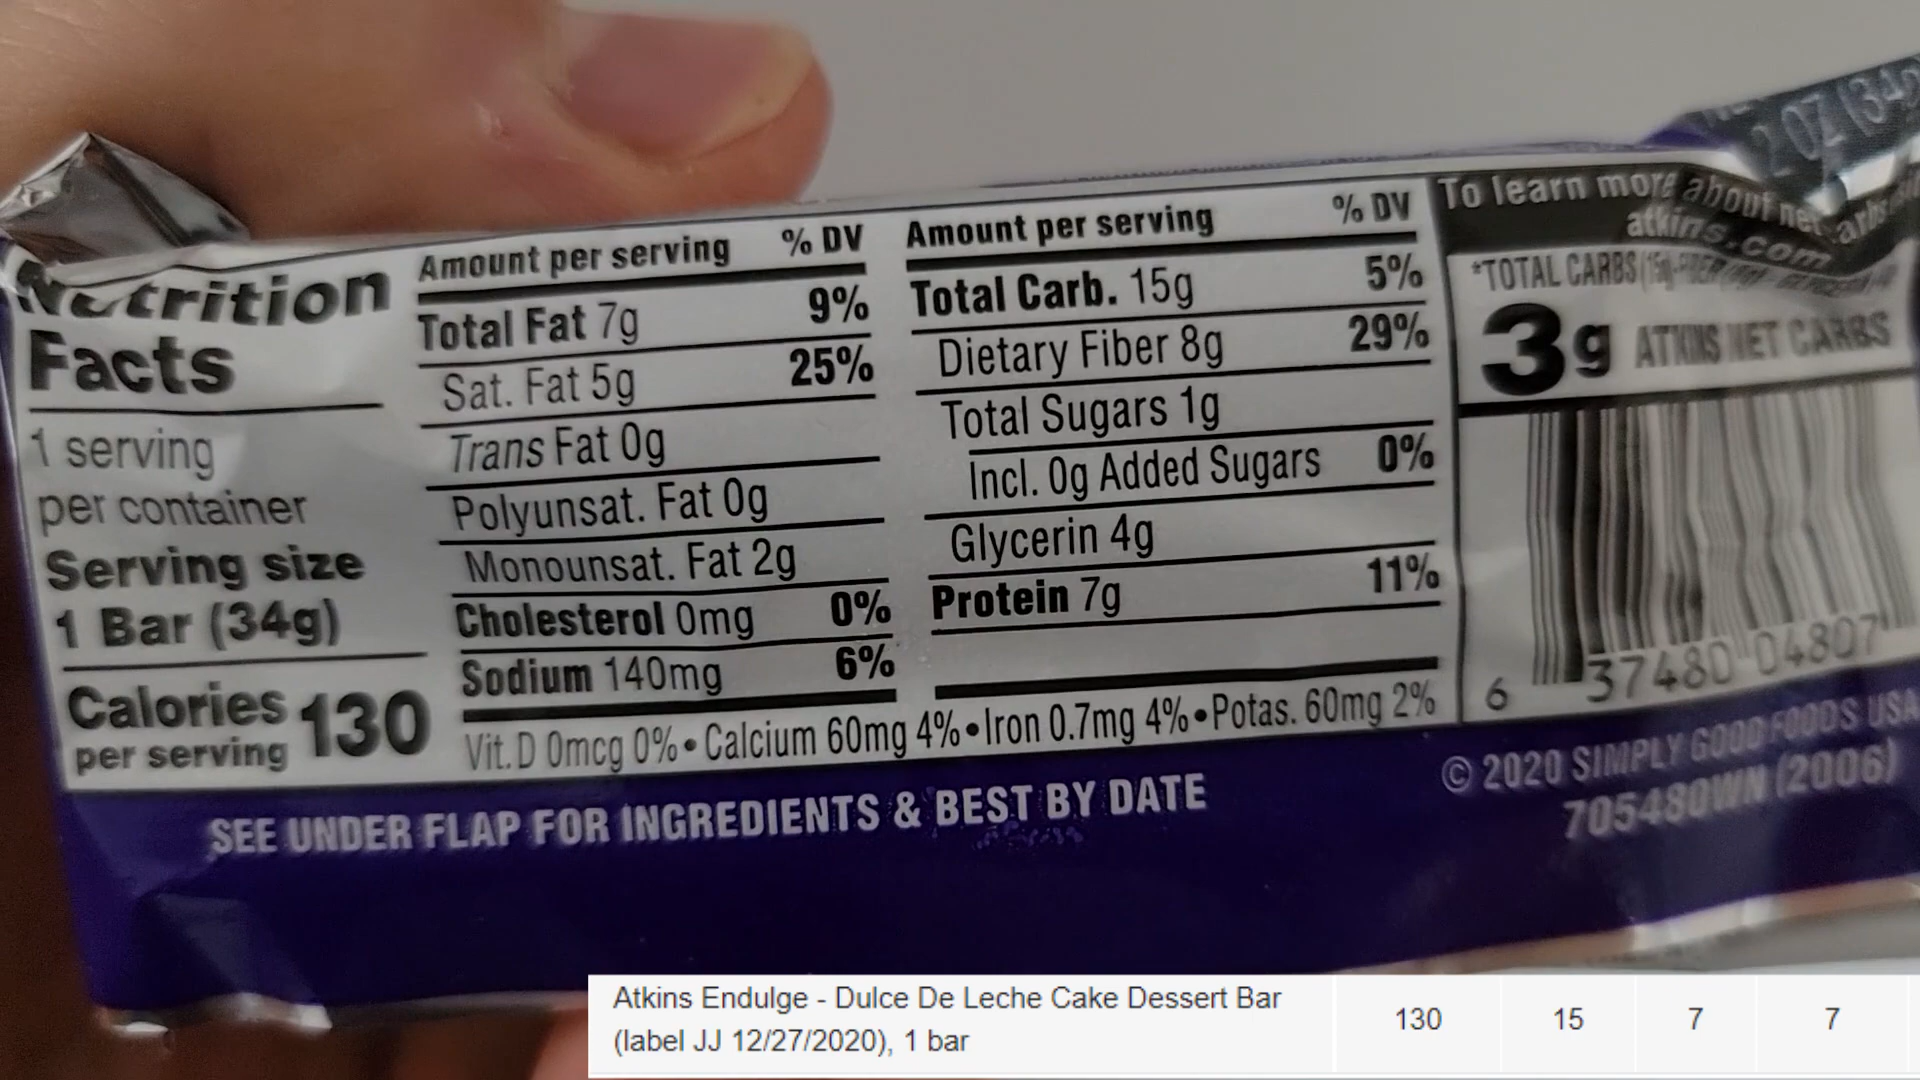 Nutrition
Facts
1 serving
per container
Serving size
1 Bar (34g)
Calories 130
per serving
Amount per serving % DV
Total Fat 7g 9%
Sat. Fat 5g 25%
Trans Fat 0g
Polyunsat. Fat 0g
Monounsat. Fat 2g
Cholesterol 0mg 0%
Sodium 140mg 6%
Amount per serving % DV
Total Carb. 15g 5%
Dietary Fiber 8g 29%
Total Sugars 1g
Incl. 0g Added Sugars 0%
Glycerin 4g
Protein 7g 11%
Vit. D 0mcg 0% • Calcium 60mg 4% • Iron 0.7mg 4% • Potas. 60mg 2%
OZ (34g
To learn more about net carbs
atkins.com
*TOTAL CARBS
3g ATKINS NET CARBS
6 37480 04807
SEE UNDER FLAP FOR INGREDIENTS & BEST BY DATE
© 2020 SIMPLY GOOD FOODS USA
705480WN (2006)
Atkins Endulge - Dulce De Leche Cake Dessert Bar
(label JJ 12/27/2020), 1 bar
130 15 7 7